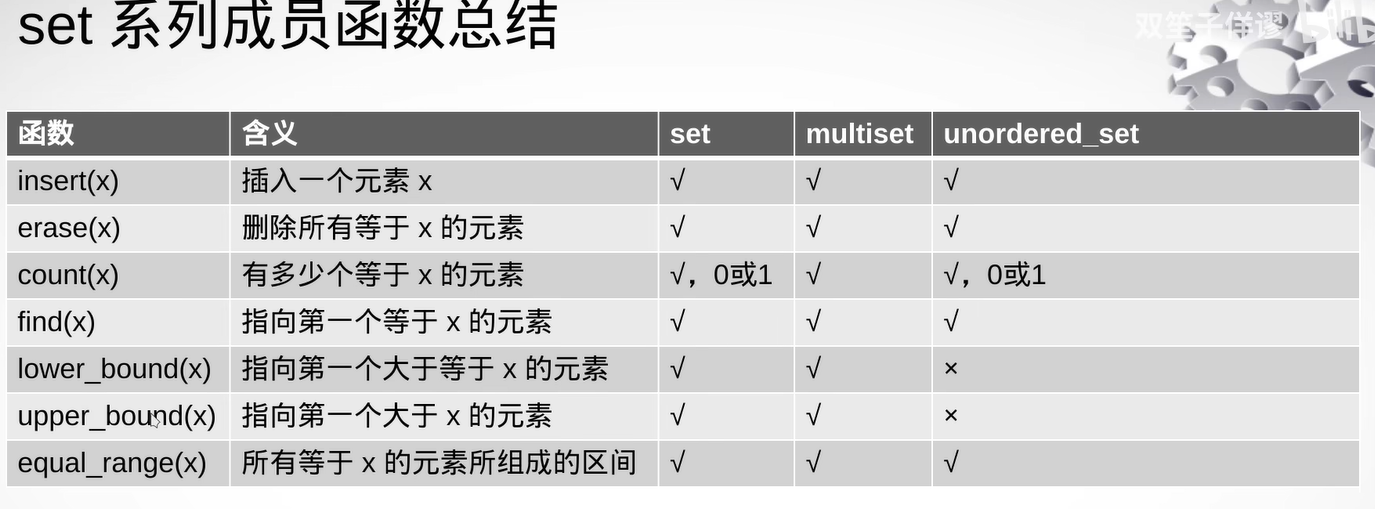 set 系列成员函数总结
双笙子佯谬 bilibili
函数 含义 set multiset unordered_set
insert(x) 插入一个元素 x √ √ √
erase(x) 删除所有等于 x 的元素 √ √ √
count(x) 有多少个等于 x 的元素 √，0或1 √ √，0或1
find(x) 指向第一个等于 x 的元素 √ √ √
lower_bound(x) 指向第一个大于等于 x 的元素 √ √ ×
upper_bound(x) 指向第一个大于 x 的元素 √ √ ×
equal_range(x) 所有等于 x 的元素所组成的区间 √ √ √